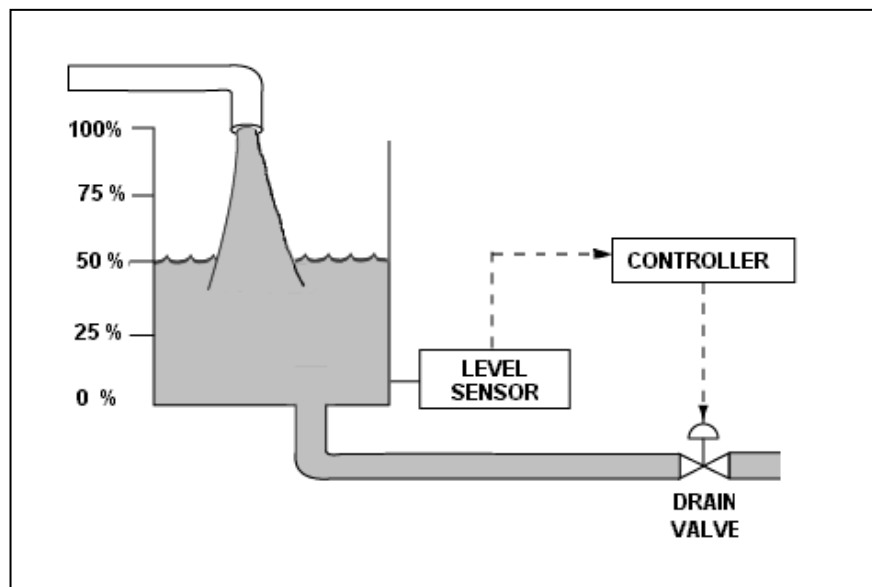 100%
75 %
50 %
25 %
0 %
CONTROLLER
LEVEL
SENSOR
DRAIN
VALVE